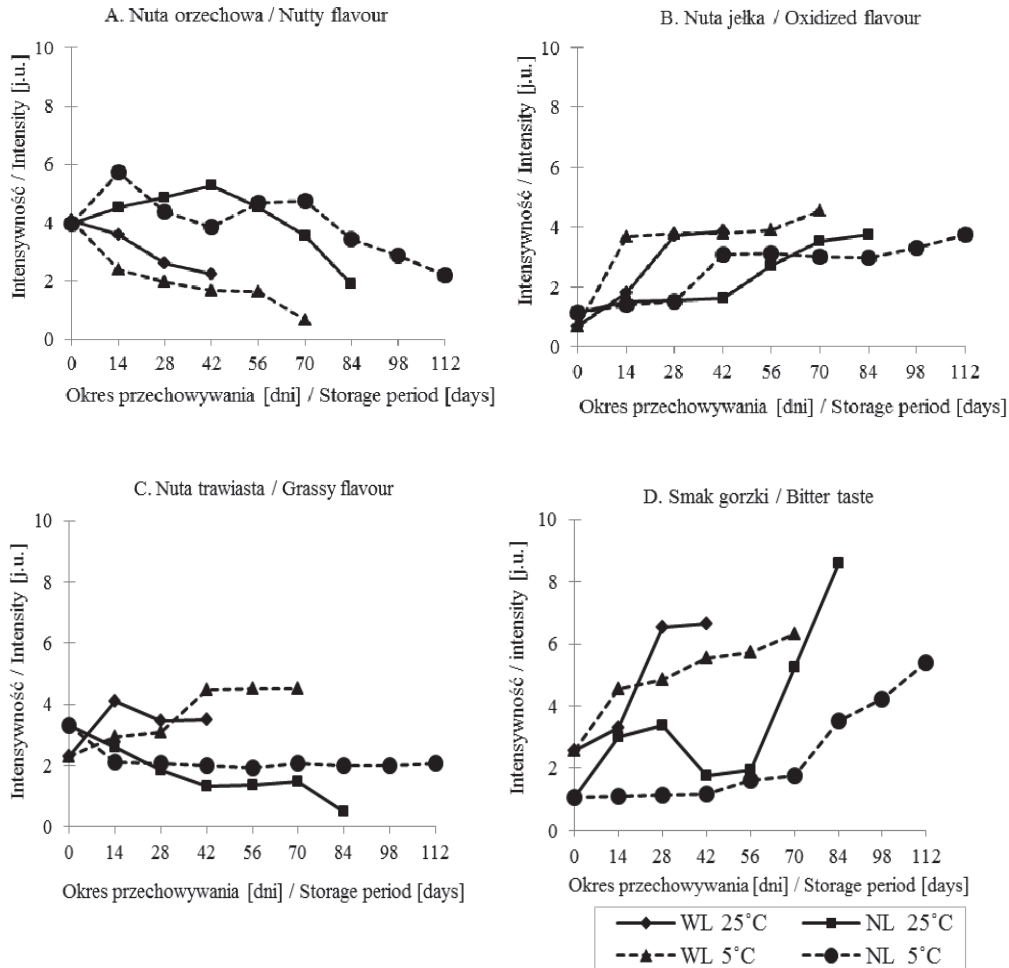 A. Nuta orzechowa / Nutty flavour
Intensywność / Intensity [j.u.]
10
8
6
4
2
0
0 14 28 42 56 70 84 98 112
Okres przechowywania [dni] / Storage period [days]
B. Nuta jełka / Oxidized flavour
Intensywność / Intensity [j.u.]
10
8
6
4
2
0
0 14 28 42 56 70 84 98 112
Okres przechowywania [dni] / Storage period [days]
C. Nuta trawiasta / Grassy flavour
Intensywność / Intensity [j.u.]
10
8
6
4
2
0
0 14 28 42 56 70 84 98 112
Okres przechowywania [dni] / Storage period [days]
D. Smak gorzki / Bitter taste
Intensywność / intensity [j.u.]
10
8
6
4
2
0
0 14 28 42 56 70 84 98 112
Okres przechowywania [dni] / Storage period [days]
WL 25°C NL 25°C
WL 5°C NL 5°C